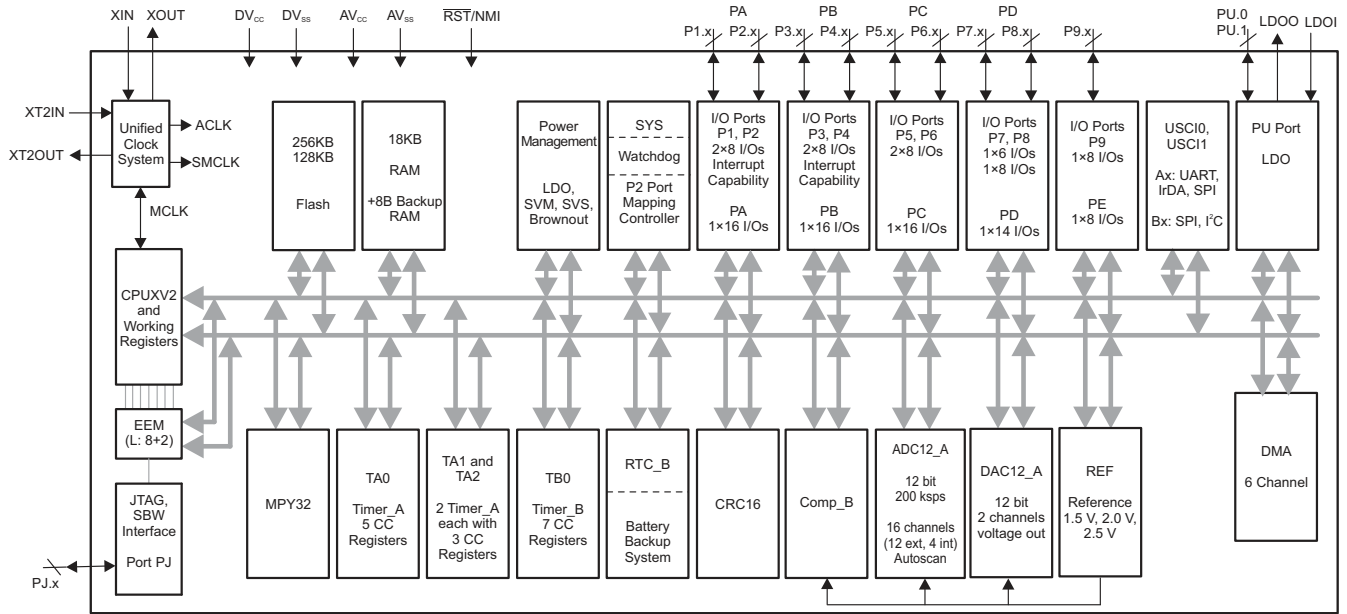 XIN XOUT DVCC DVSS AVCC AVSS RST/NMI PA PB PC PD PU.0 LDOO LDOI
P1.x P2.x P3.x P4.x P5.x P6.x P7.x P8.x P9.x PU.1
XT2IN
XT2OUT
Unified
Clock
System
ACLK
SMCLK
MCLK
256KB
128KB
Flash
18KB
RAM
+8B Backup
RAM
Power
Management
LDO,
SVM, SVS,
Brownout
SYS
Watchdog
P2 Port
Mapping
Controller
I/O Ports
P1, P2
2×8 I/Os
Interrupt
Capability
PA
1×16 I/Os
I/O Ports
P3, P4
2×8 I/Os
Interrupt
Capability
PB
1×16 I/Os
I/O Ports
P5, P6
2×8 I/Os
PC
1×16 I/Os
I/O Ports
P7, P8
1×6 I/Os
1×8 I/Os
PD
1×14 I/Os
I/O Ports
P9
1×8 I/Os
PE
1×8 I/Os
USCI0,
USCI1
Ax: UART,
IrDA, SPI
Bx: SPI, I²C
PU Port
LDO
CPUXV2
and
Working
Registers
EEM
(L: 8+2)
JTAG,
SBW
Interface
Port PJ
PJ.x
MPY32
TA0
Timer_A
5 CC
Registers
TA1 and
TA2
2 Timer_A
each with
3 CC
Registers
TB0
Timer_B
7 CC
Registers
RTC_B
Battery
Backup
System
CRC16
Comp_B
ADC12_A
12 bit
200 ksps
16 channels
(12 ext, 4 int)
Autoscan
DAC12_A
12 bit
2 channels
voltage out
REF
Reference
1.5 V, 2.0 V,
2.5 V
DMA
6 Channel